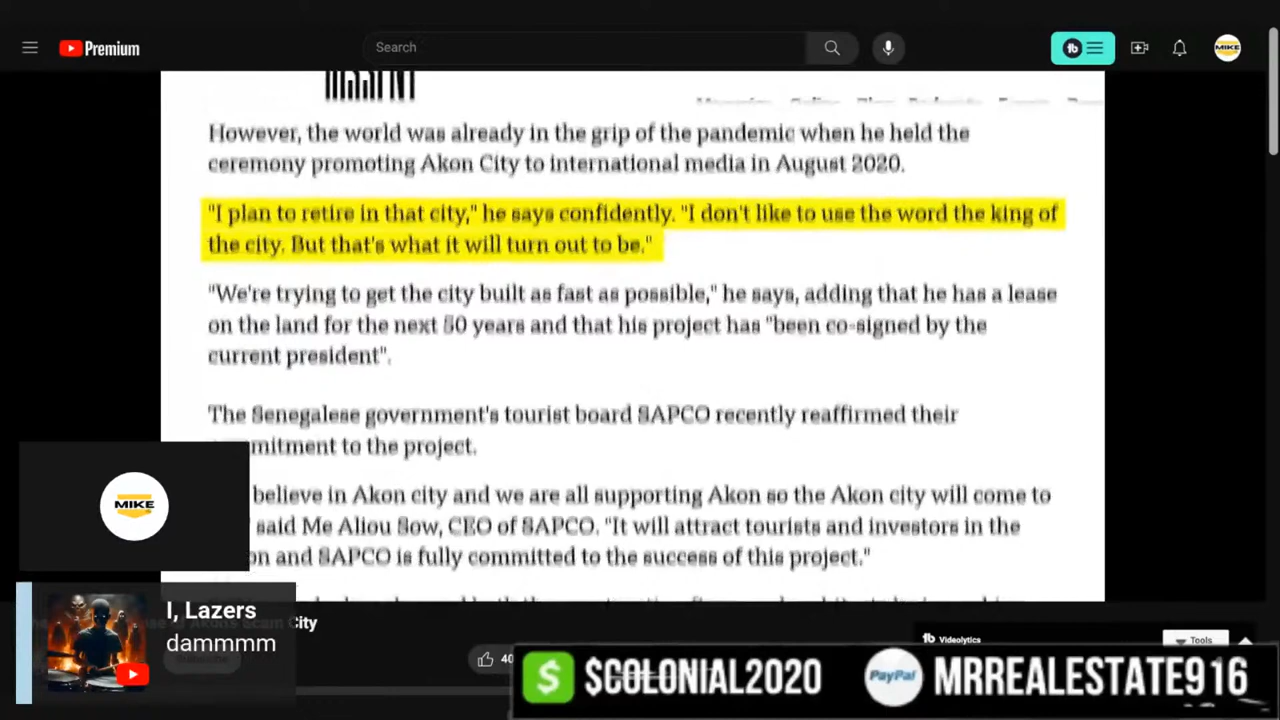 Premium
Search
MIKE
However, the world was already in the grip of the pandemic when he held the
ceremony promoting Akon City to international media in August 2020.
"I plan to retire in that city," he says confidently. "I don't like to use the word the king of
the city. But that's what it will turn out to be."
"We're trying to get the city built as fast as possible," he says, adding that he has a lease
on the land for the next 50 years and that his project has "been co-signed by the
current president".
The Senegalese government's tourist board SAPCO recently reaffirmed their
mmitment to the project.
believe in Akon city and we are all supporting Akon so the Akon city will come to
said Me Aliou Sow, CEO of SAPCO. "It will attract tourists and investors in the
on and SAPCO is fully committed to the success of this project."
MIKE
I, Lazers
dammmm
City
40
Videolytics
Tools
$ $COLONIAL2020
PayPal MRREALESTATE916